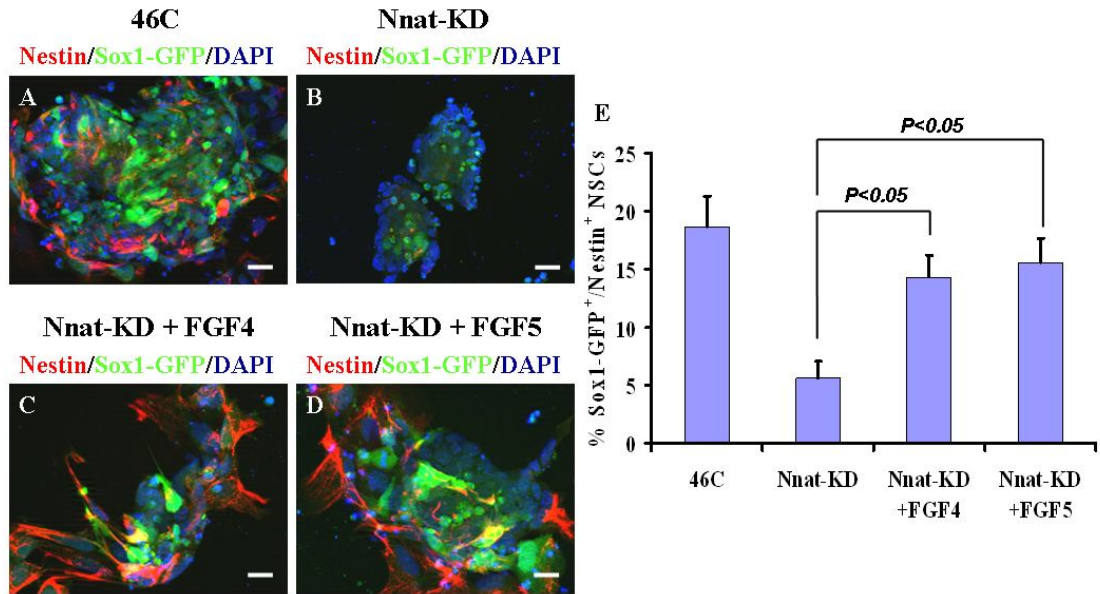 46C
Nestin/Sox1-GFP/DAPI
A
Nnat-KD
Nestin/Sox1-GFP/DAPI
B
Nnat-KD + FGF4
Nestin/Sox1-GFP/DAPI
C
Nnat-KD + FGF5
Nestin/Sox1-GFP/DAPI
D
E
% Sox1-GFP⁺/Nestin⁺ NSCs
25
20
15
10
5
0
P<0.05
P<0.05
46C
Nnat-KD
Nnat-KD
+FGF4
Nnat-KD
+FGF5